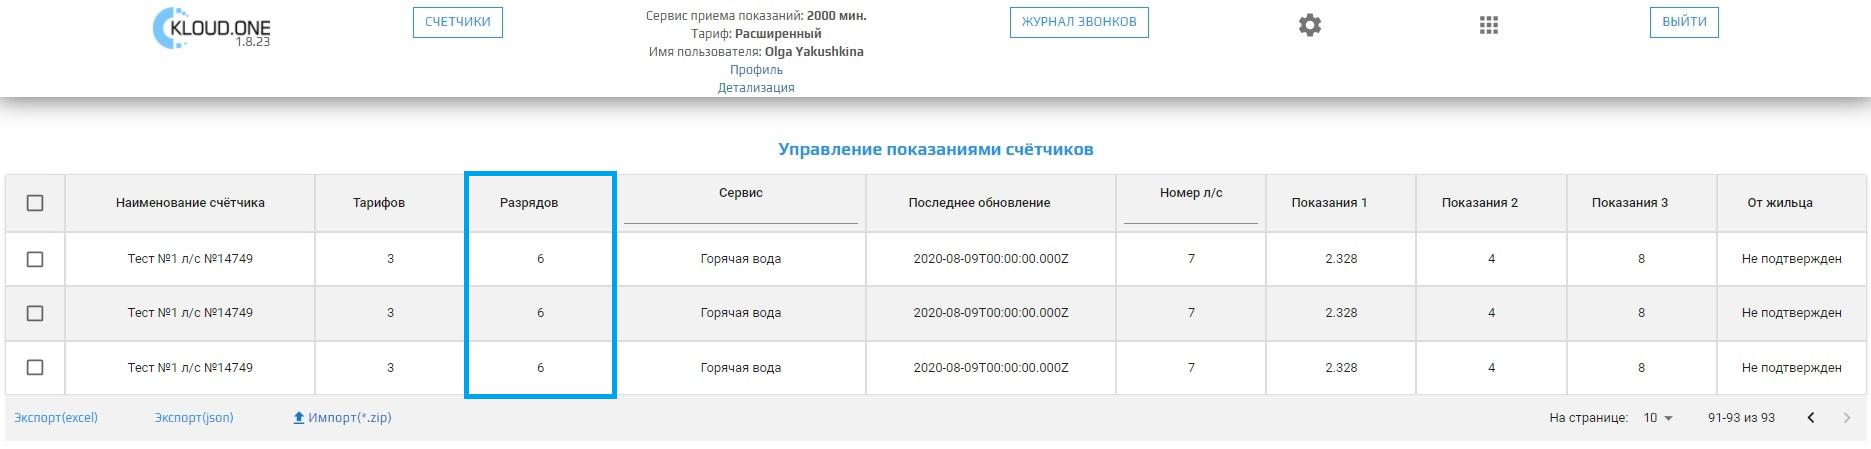 KLOUD.ONE
1.8.23
СЧЕТЧИКИ
Сервис приема показаний: 2000 мин.
Тариф: Расширенный
Имя пользователя: Olga Yakushkina
Профиль
Детализация
ЖУРНАЛ ЗВОНКОВ
ВЫЙТИ
Управление показаниями счётчиков
Наименование счётчика Тарифов Разрядов Сервис Последнее обновление Номер л/с Показания 1 Показания 2 Показания 3 От жильца
Тест №1 л/с №14749 3 6 Горячая вода 2020-08-09T00:00:00.000Z 7 2.328 4 8 Не подтвержден
Тест №1 л/с №14749 3 6 Горячая вода 2020-08-09T00:00:00.000Z 7 2.328 4 8 Не подтвержден
Тест №1 л/с №14749 3 6 Горячая вода 2020-08-09T00:00:00.000Z 7 2.328 4 8 Не подтвержден
Экспорт(excel) Экспорт(json) Импорт(*.zip) На странице: 10 91-93 из 93